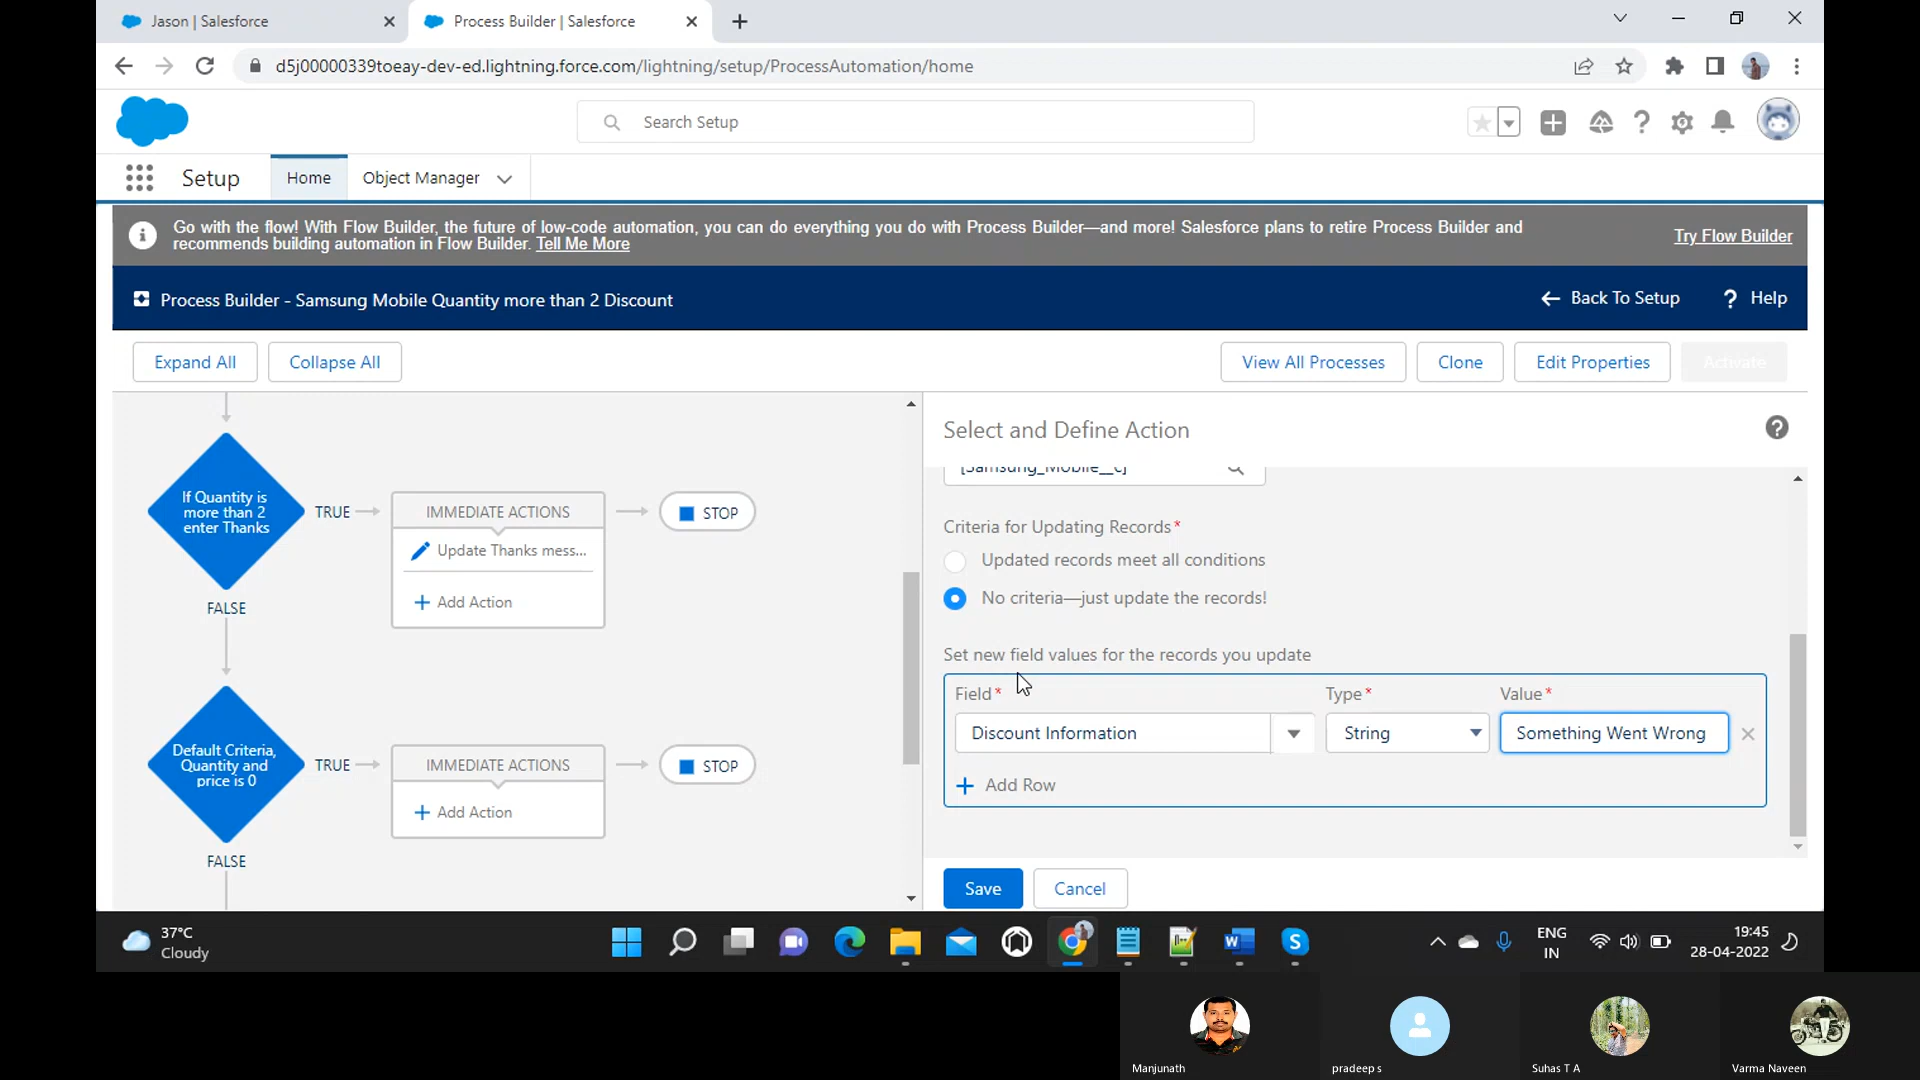 Jason | Salesforce
Process Builder | Salesforce
d5j00000339toeay-dev-ed.lightning.force.com/lightning/setup/ProcessAutomation/home
Search Setup
Setup
Home
Object Manager
Go with the flow! With Flow Builder, the future of low-code automation, you can do everything you do with Process Builder—and more! Salesforce plans to retire Process Builder and
recommends building automation in Flow Builder. Tell Me More
Try Flow Builder
Process Builder - Samsung Mobile Quantity more than 2 Discount
Back To Setup
? Help
Expand All
Collapse All
View All Processes
Clone
Edit Properties
Activate
If Quantity is
more than 2
enter Thanks
TRUE
IMMEDIATE ACTIONS
STOP
Update Thanks mess...
+ Add Action
FALSE
Default Criteria,
Quantity and
price is 0
TRUE
IMMEDIATE ACTIONS
STOP
+ Add Action
FALSE
Select and Define Action
[Samsung_Mobile__c]
Criteria for Updating Records*
Updated records meet all conditions
No criteria—just update the records!
Set new field values for the records you update
Field*
Type*
Value*
Discount Information
String
Something Went Wrong
+ Add Row
Save
Cancel
37°C
Cloudy
ENG
IN
19:45
28-04-2022
Manjunath
pradeep s
Suhas T A
Varma Naveen